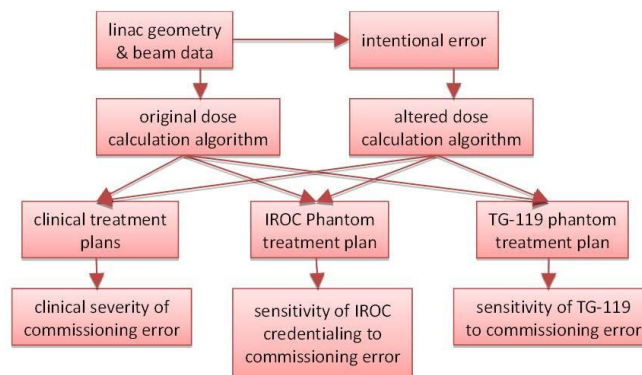 linac geometry
& beam data
intentional error
original dose
calculation algorithm
altered dose
calculation algorithm
clinical treatment
plans
IROC Phantom
treatment plan
TG-119 phantom
treatment plan
clinical severity of
commissioning error
sensitivity of IROC
credentialing to
commissioning error
sensitivity of TG-119
to commissioning error